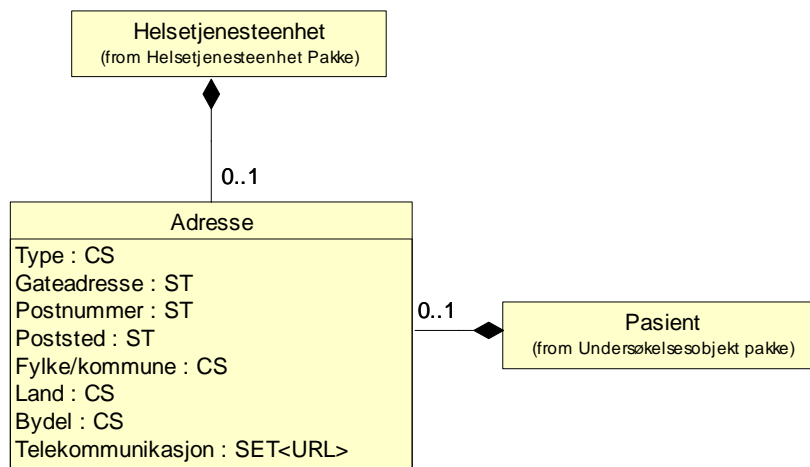 Helsetjenesteenhet
(from Helsetjenesteenhet Pakke)
0..1
Adresse
Type : CS
Gateadresse : ST
Postnummer : ST
Poststed : ST
Fylke/kommune : CS
Land : CS
Bydel : CS
Telekommunikasjon : SET<URL>
0..1
Pasient
(from Undersøkelsesobjekt pakke)